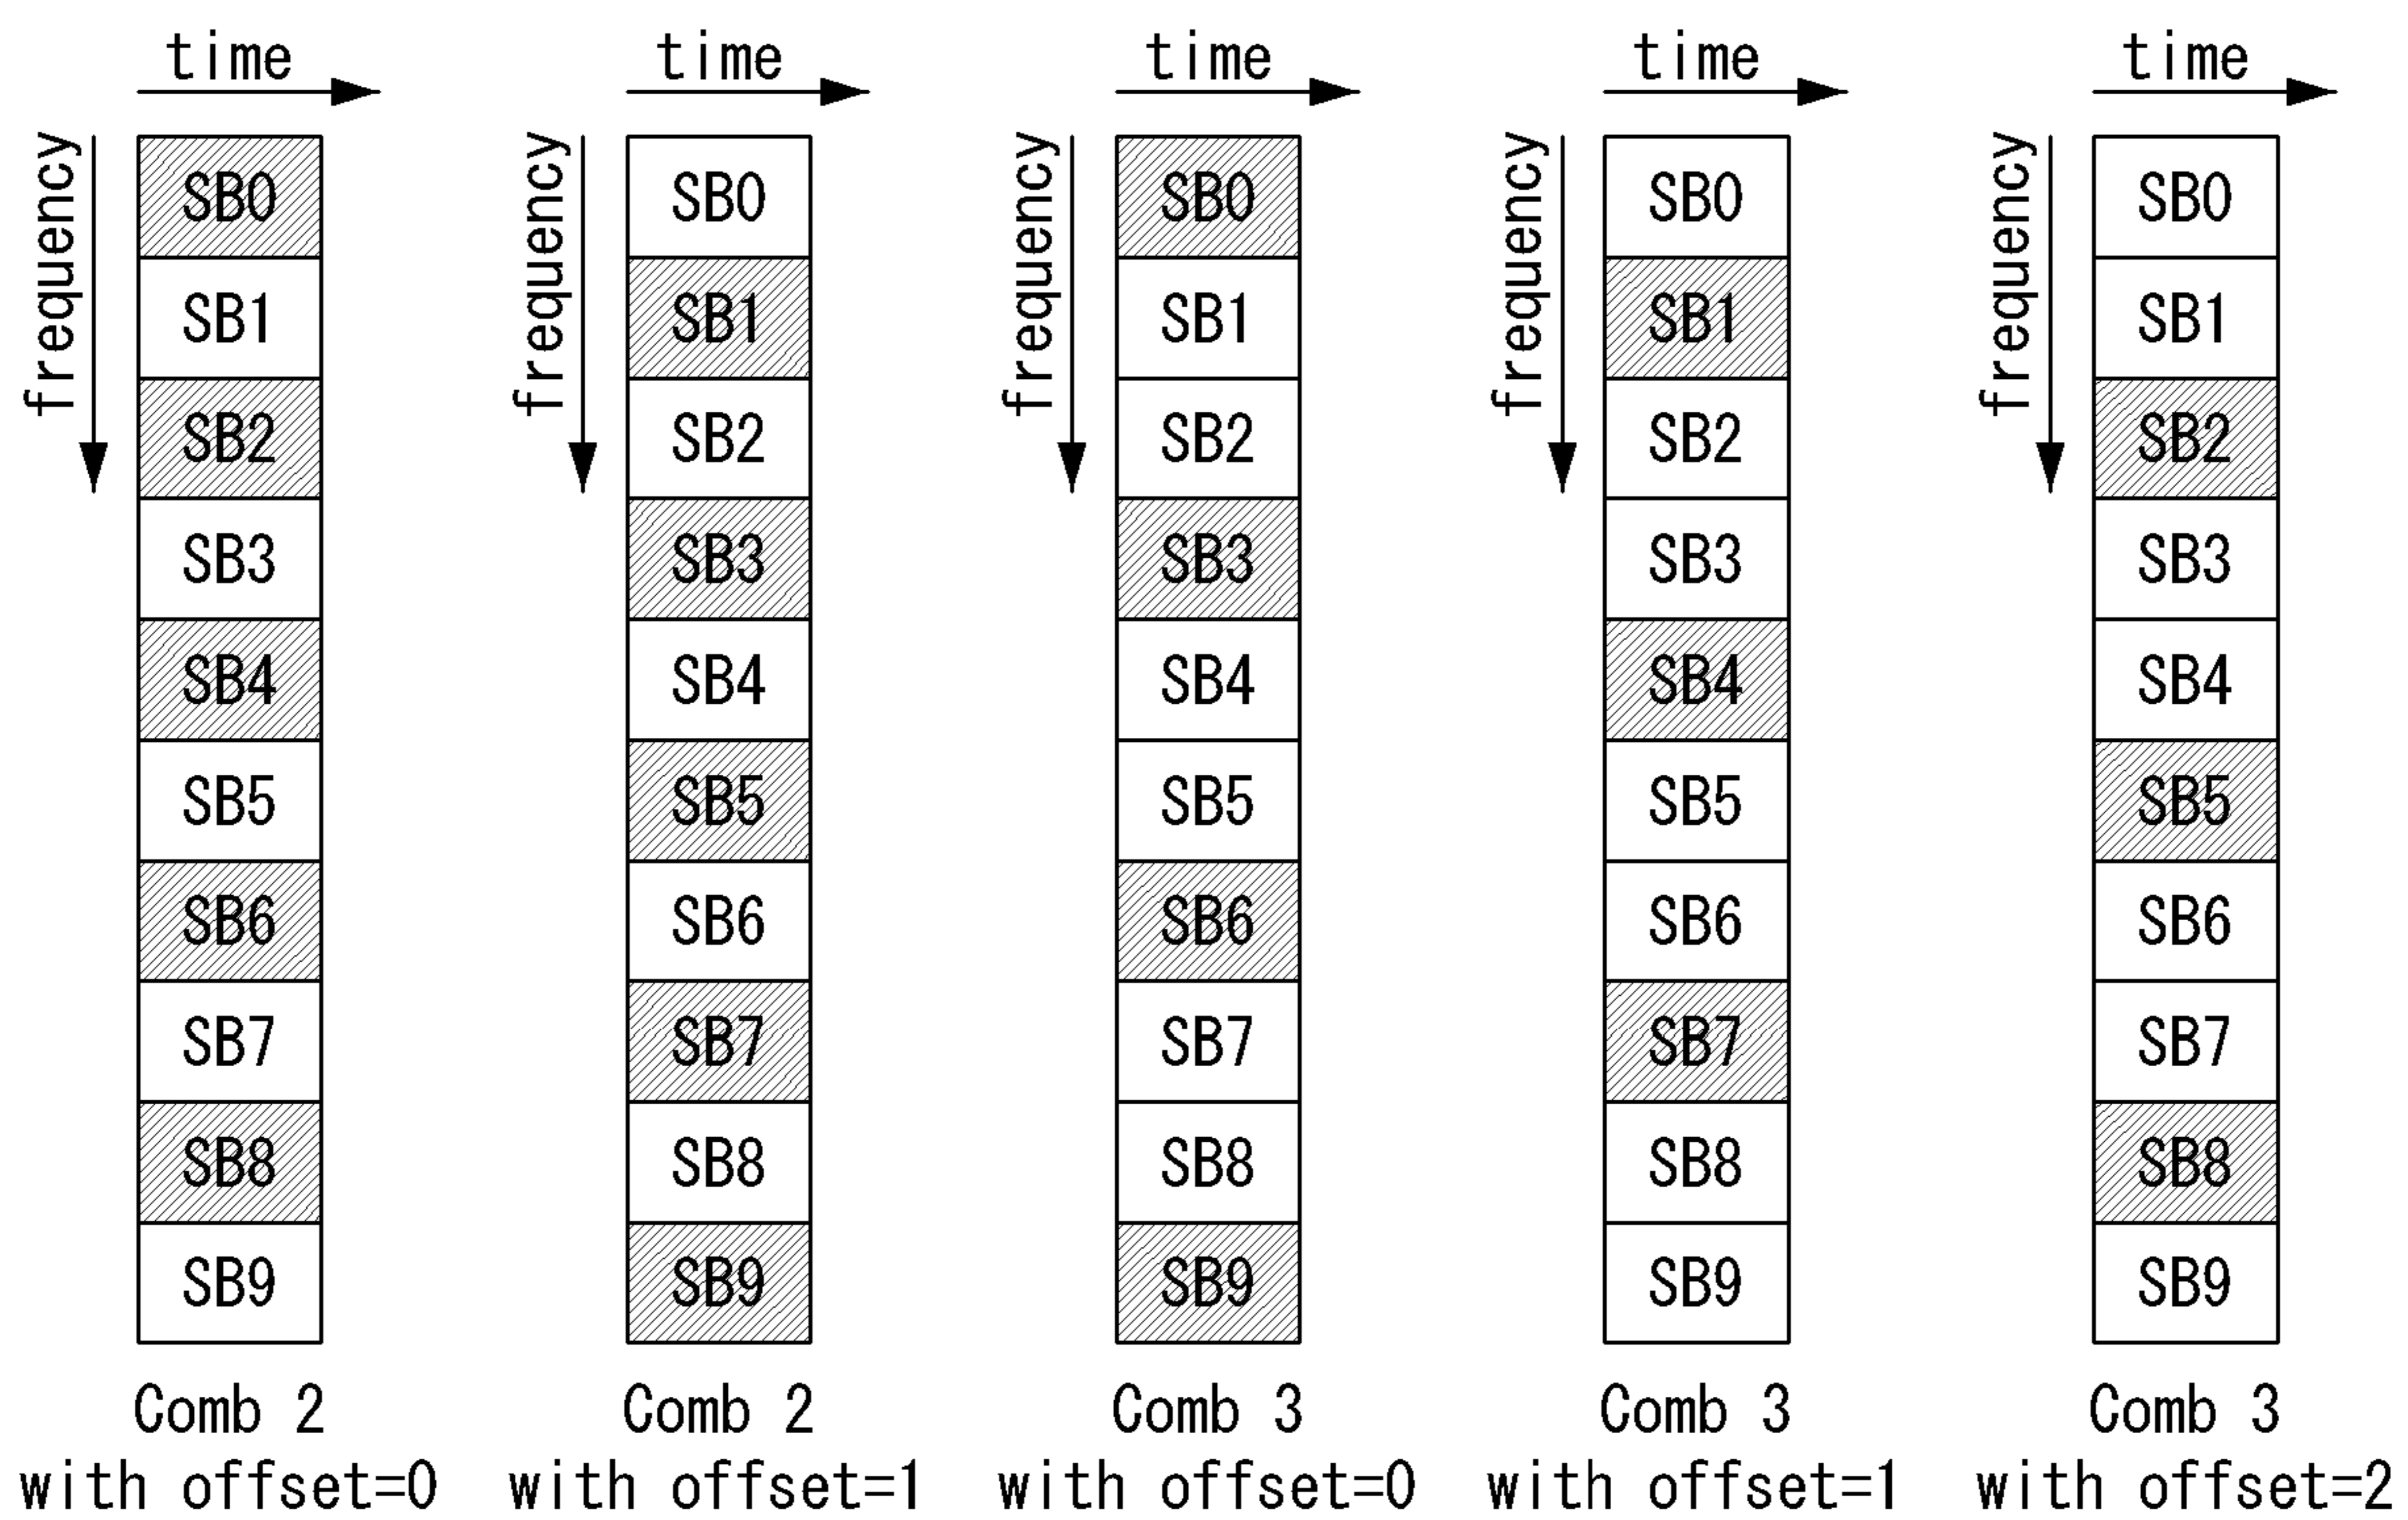 time time time time time
frequency frequency frequency frequency frequency
SB0 SB0 SB0 SB0 SB0
SB1 SB1 SB1 SB1 SB1
SB2 SB2 SB2 SB2 SB2
SB3 SB3 SB3 SB3 SB3
SB4 SB4 SB4 SB4 SB4
SB5 SB5 SB5 SB5 SB5
SB6 SB6 SB6 SB6 SB6
SB7 SB7 SB7 SB7 SB7
SB8 SB8 SB8 SB8 SB8
SB9 SB9 SB9 SB9 SB9
Comb 2 Comb 2 Comb 3 Comb 3 Comb 3
with offset=0 with offset=1 with offset=0 with offset=1 with offset=2